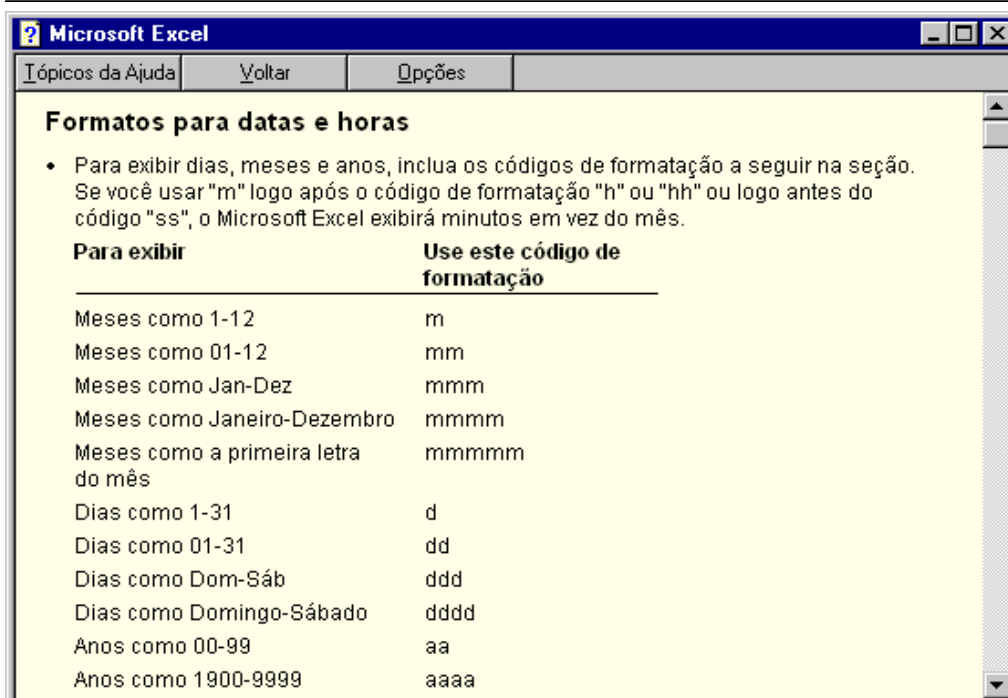 Microsoft Excel
Tópicos da Ajuda Voltar Opções
Formatos para datas e horas
• Para exibir dias, meses e anos, inclua os códigos de formatação a seguir na seção.
Se você usar "m" logo após o código de formatação "h" ou "hh" ou logo antes do
código "ss", o Microsoft Excel exibirá minutos em vez do mês.
Para exibir Use este código de
formatação
Meses como 1-12 m
Meses como 01-12 mm
Meses como Jan-Dez mmm
Meses como Janeiro-Dezembro mmmm
Meses como a primeira letra mmmmm
do mês
Dias como 1-31 d
Dias como 01-31 dd
Dias como Dom-Sáb ddd
Dias como Domingo-Sábado dddd
Anos como 00-99 aa
Anos como 1900-9999 aaaa